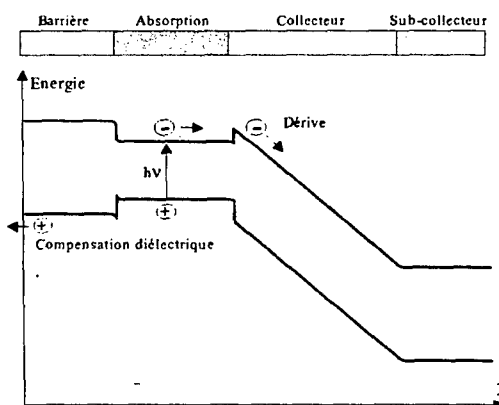 Barrière Absorption Collecteur Sub-collecteur
Energie
Dérive
hν
Compensation diélectrique